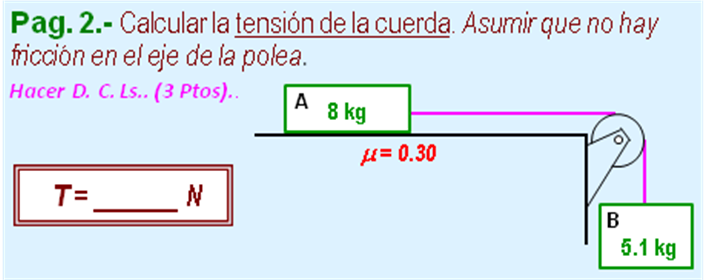 Pag. 2.- Calcular la tensión de la cuerda. Asumir que no hay
fricción en el eje de la polea.
Hacer D. C. Ls.. (3 Ptos)..
A
8 kg
μ = 0.30
T = ______ N
B
5.1 kg